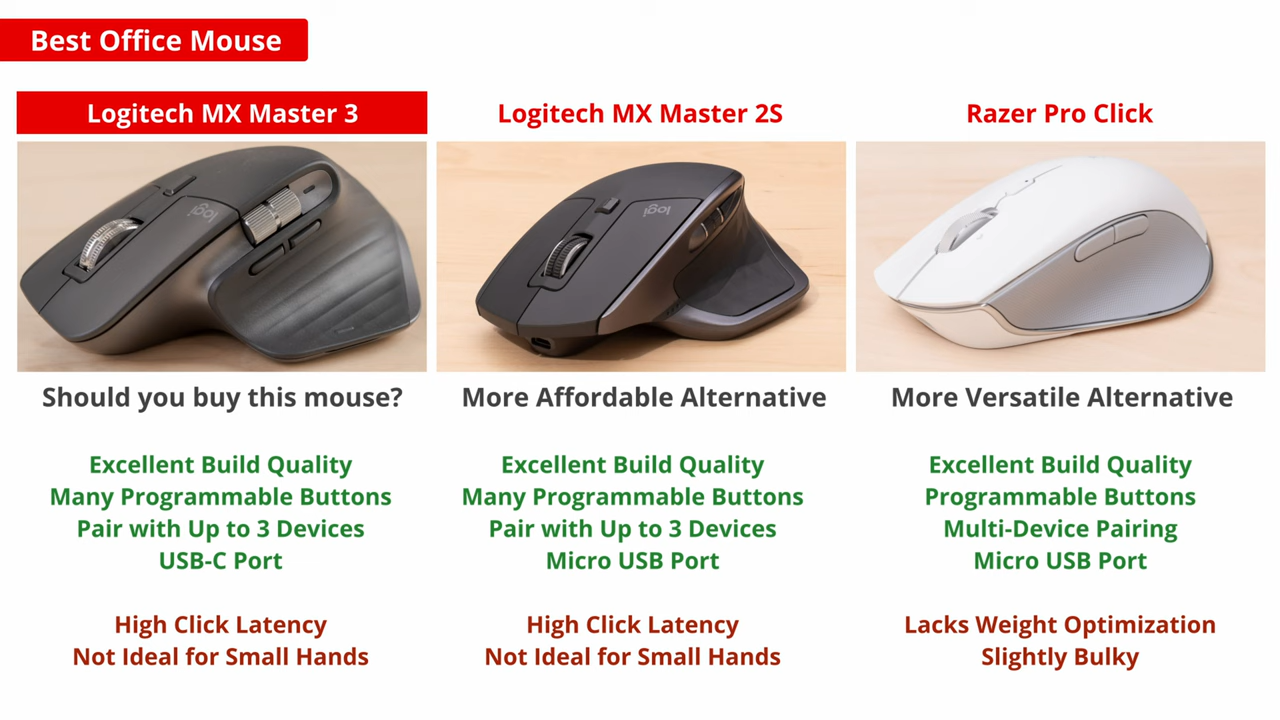 Best Office Mouse
Logitech MX Master 3
logi
Should you buy this mouse?
Excellent Build Quality
Many Programmable Buttons
Pair with Up to 3 Devices
USB-C Port
High Click Latency
Not Ideal for Small Hands
Logitech MX Master 2S
logi
More Affordable Alternative
Excellent Build Quality
Many Programmable Buttons
Pair with Up to 3 Devices
Micro USB Port
High Click Latency
Not Ideal for Small Hands
Razer Pro Click
More Versatile Alternative
Excellent Build Quality
Programmable Buttons
Multi-Device Pairing
Micro USB Port
Lacks Weight Optimization
Slightly Bulky